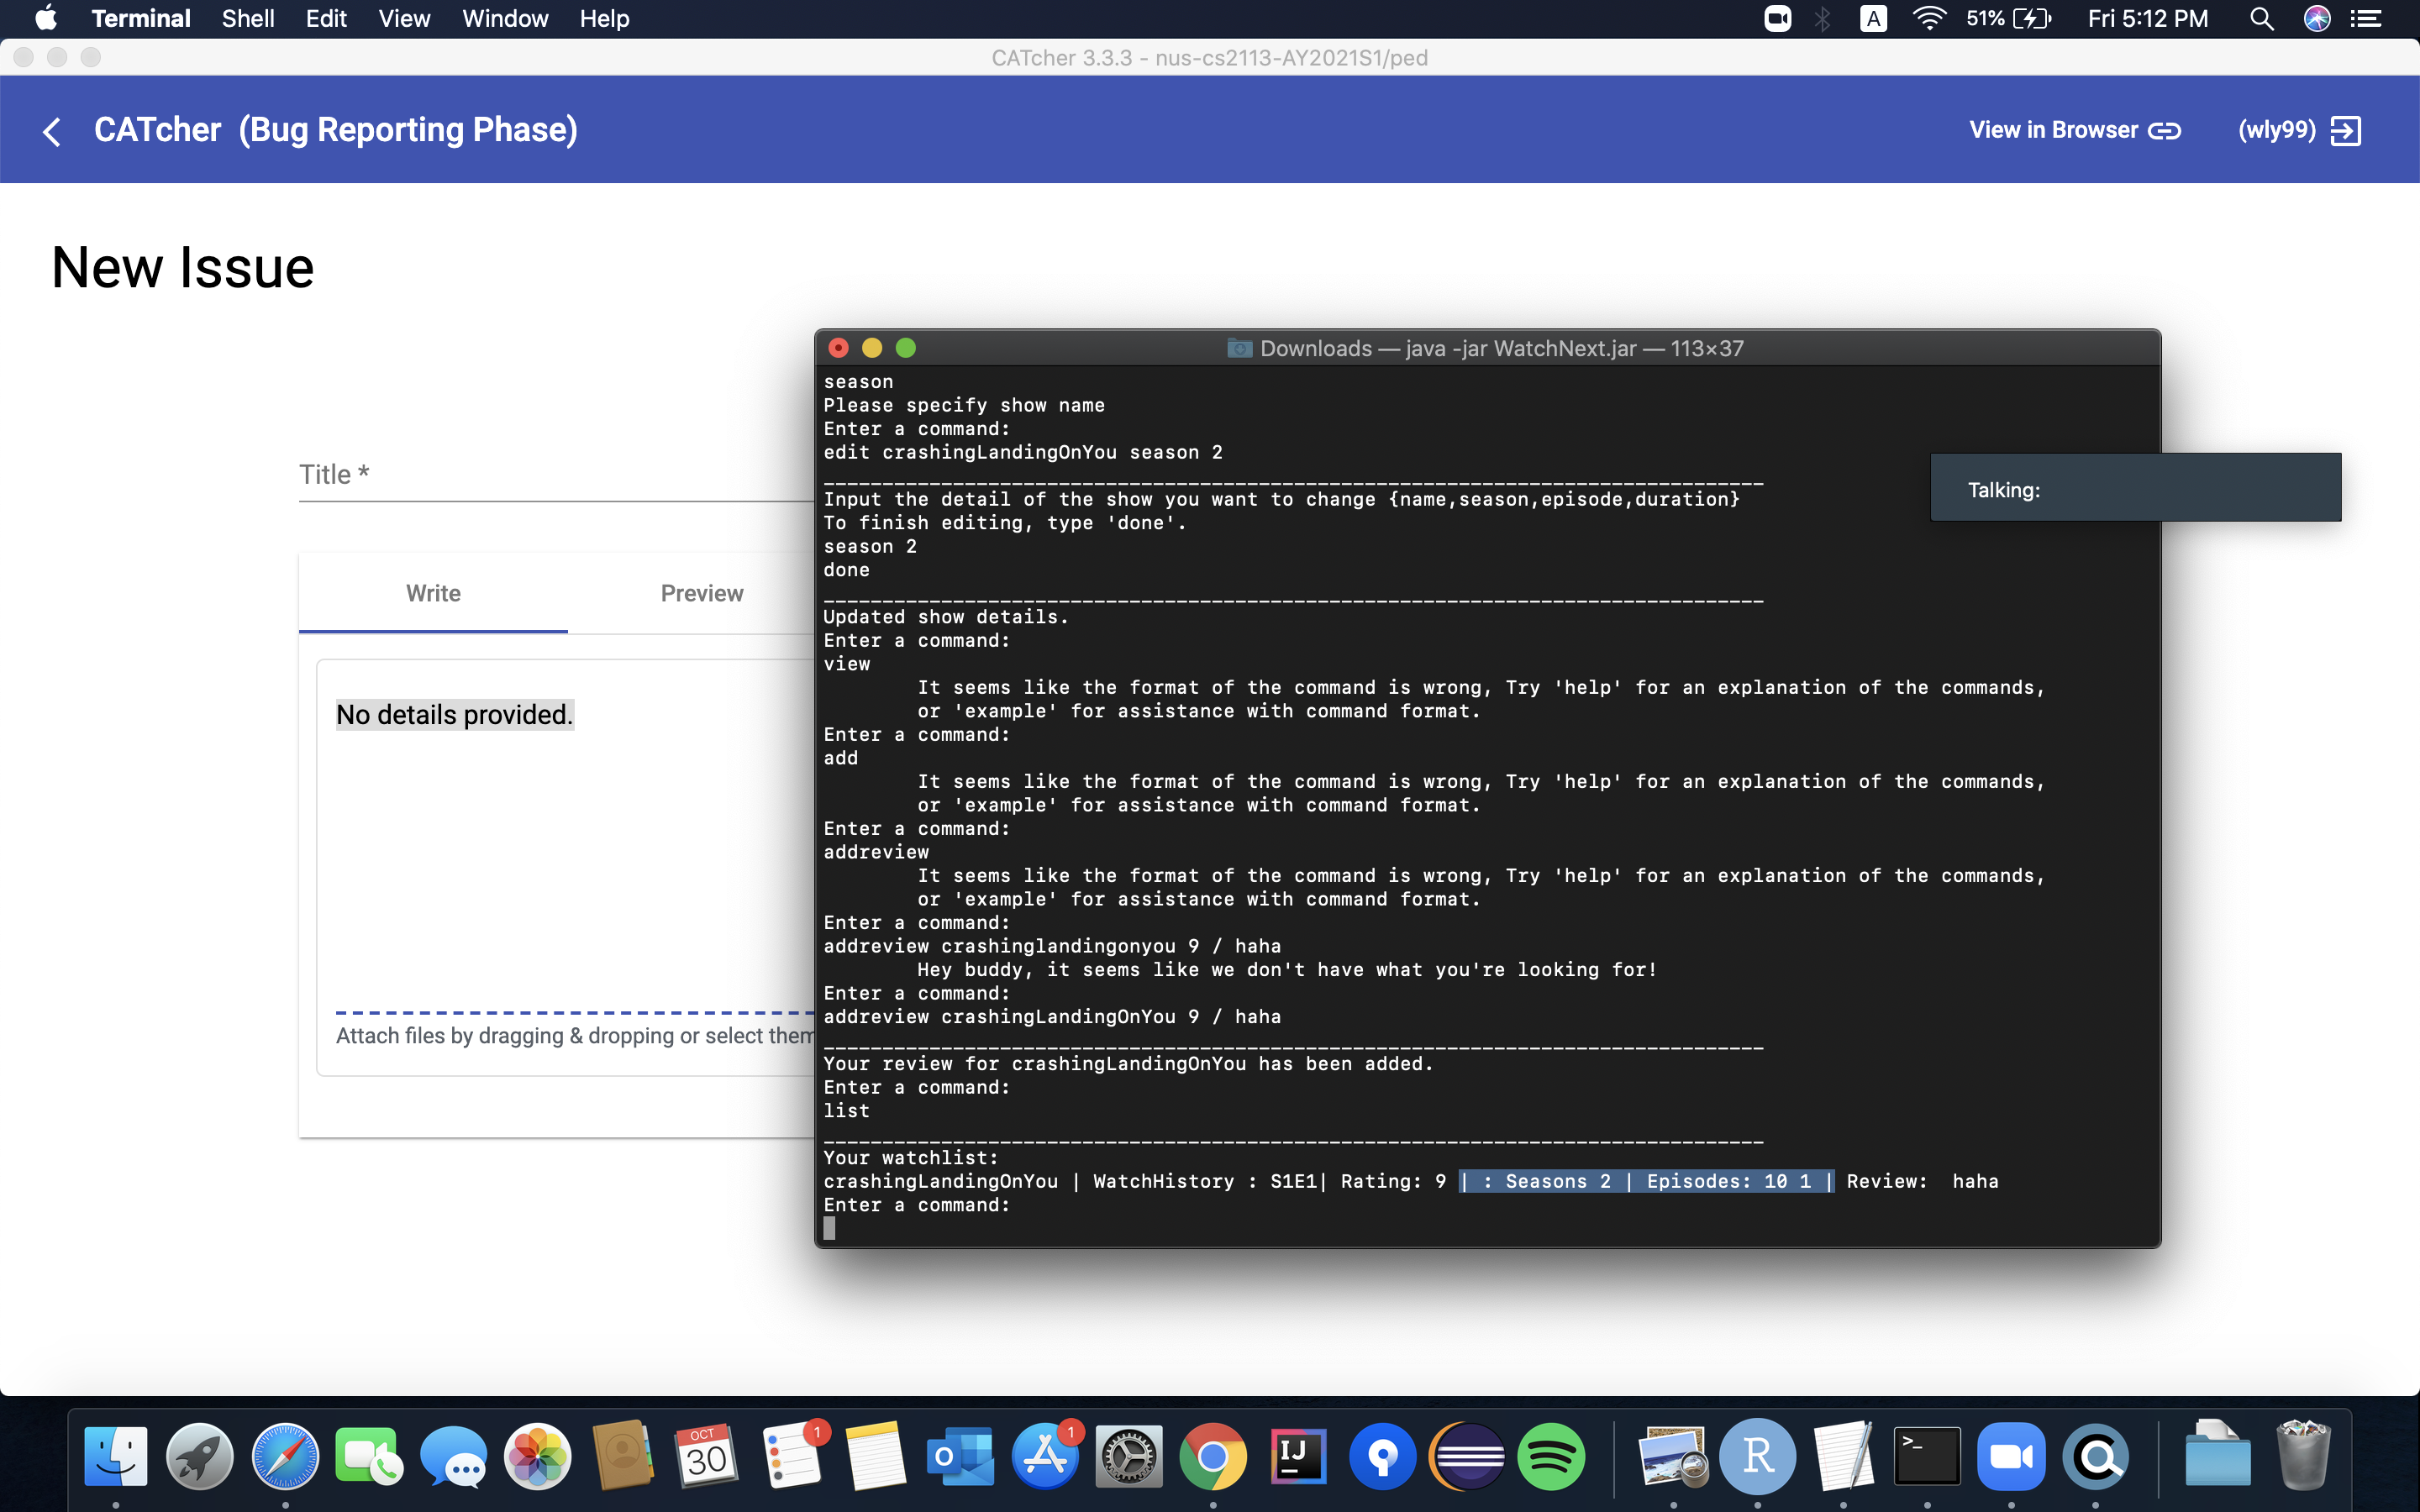 Terminal Shell Edit View Window Help
A 51% Fri 5:12 PM
CATcher 3.3.3 - nus-cs2113-AY2021S1/ped
CATcher (Bug Reporting Phase)
View in Browser (wly99)
New Issue
Title *
Write Preview
No details provided.
Attach files by dragging & dropping or select them
Downloads — java -jar WatchNext.jar — 113×37
season
Please specify show name
Enter a command:
edit crashingLandingOnYou season 2
________________________________________________________________________________
Input the detail of the show you want to change {name,season,episode,duration}
To finish editing, type 'done'.
season 2
done
________________________________________________________________________________
Updated show details.
Enter a command:
view
It seems like the format of the command is wrong, Try 'help' for an explanation of the commands,
or 'example' for assistance with command format.
Enter a command:
add
It seems like the format of the command is wrong, Try 'help' for an explanation of the commands,
or 'example' for assistance with command format.
Enter a command:
addreview
It seems like the format of the command is wrong, Try 'help' for an explanation of the commands,
or 'example' for assistance with command format.
Enter a command:
addreview crashinglandingonyou 9 / haha
Hey buddy, it seems like we don't have what you're looking for!
Enter a command:
addreview crashingLandingOnYou 9 / haha
________________________________________________________________________________
Your review for crashingLandingOnYou has been added.
Enter a command:
list
________________________________________________________________________________
Your watchlist:
crashingLandingOnYou | WatchHistory : S1E1| Rating: 9 | : Seasons 2 | Episodes: 10 1 | Review:  haha
Enter a command:
Talking:
OCT
30
1
O
1
IJ
R
>_